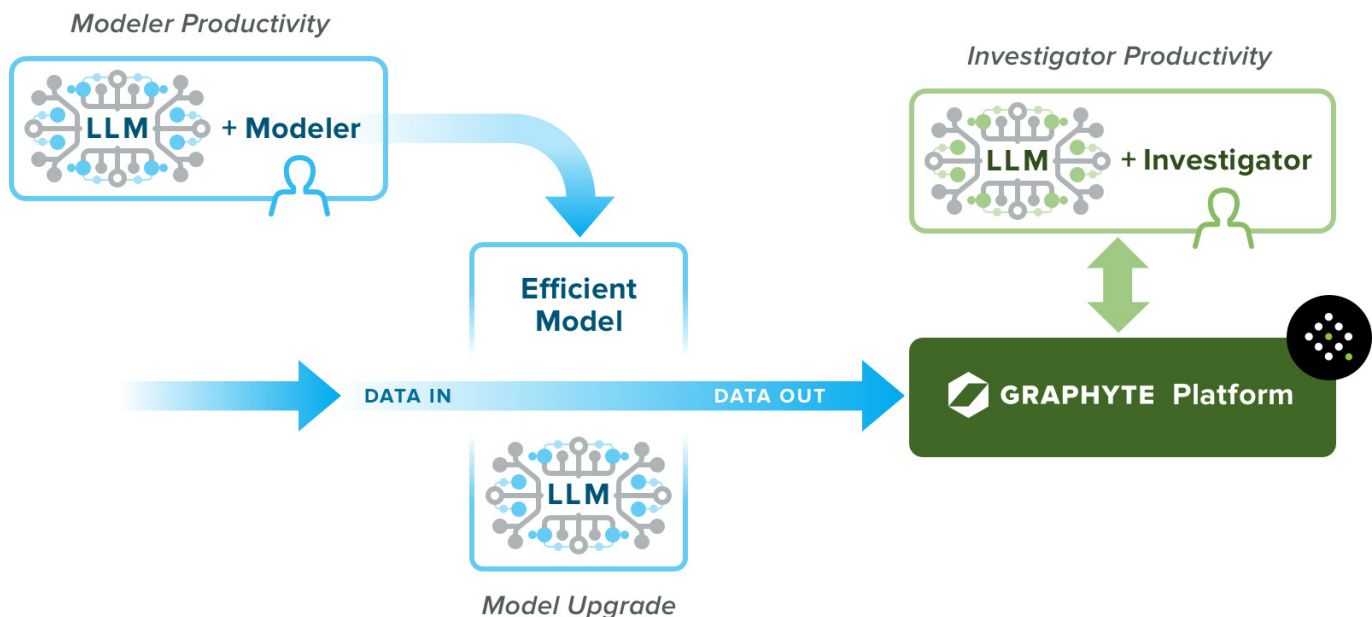 Modeler Productivity
LLM + Modeler
Investigator Productivity
LLM + Investigator
Efficient
Model
DATA IN
DATA OUT
GRAPHYTE Platform
LLM
Model Upgrade